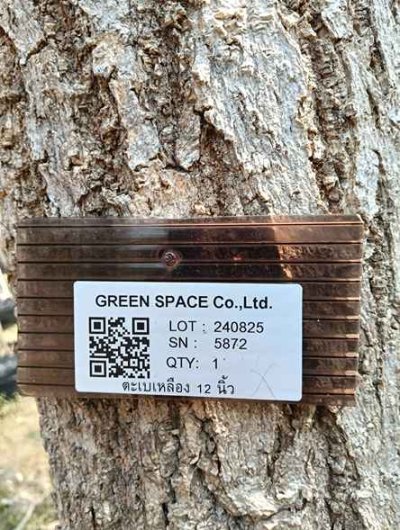 GREEN SPACE Co.,Ltd.
LOT : 240825
SN : 5872
QTY: 1
ตะเบเหลือง 12 นิ้ว